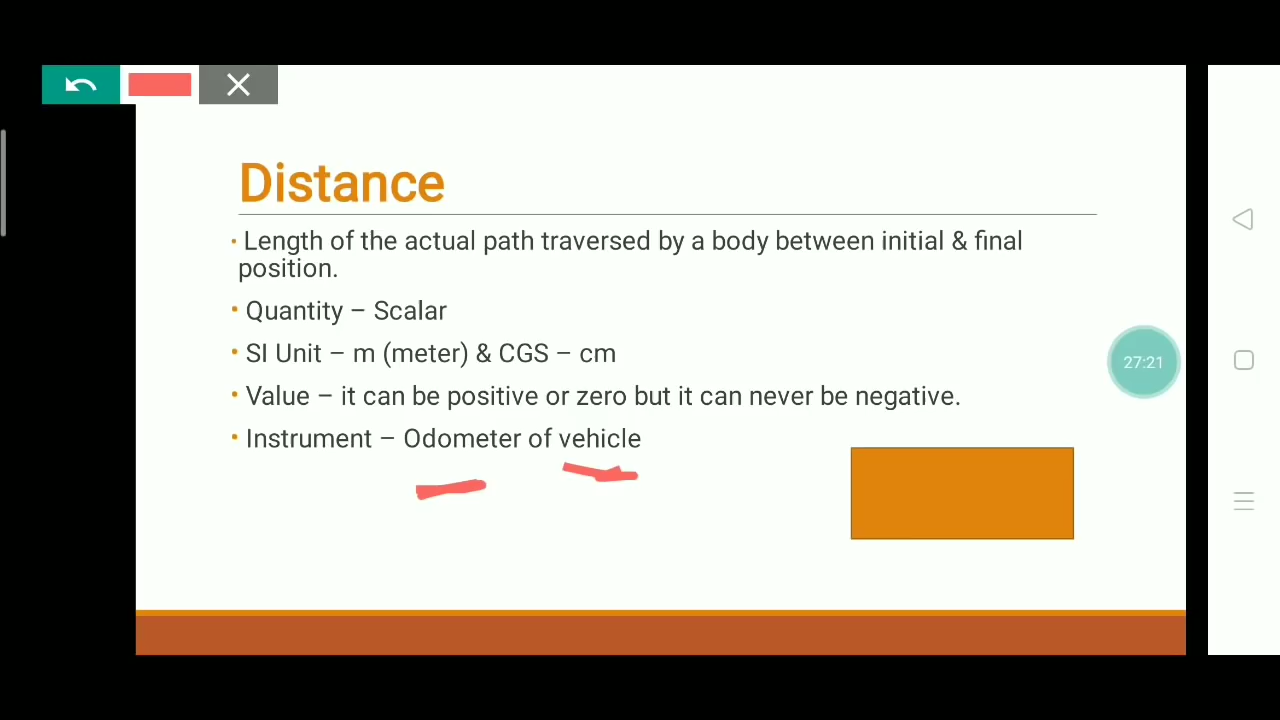 Distance
• Length of the actual path traversed by a body between initial & final
position.
• Quantity – Scalar
• SI Unit – m (meter) & CGS – cm
• Value – it can be positive or zero but it can never be negative.
• Instrument – Odometer of vehicle
27:21